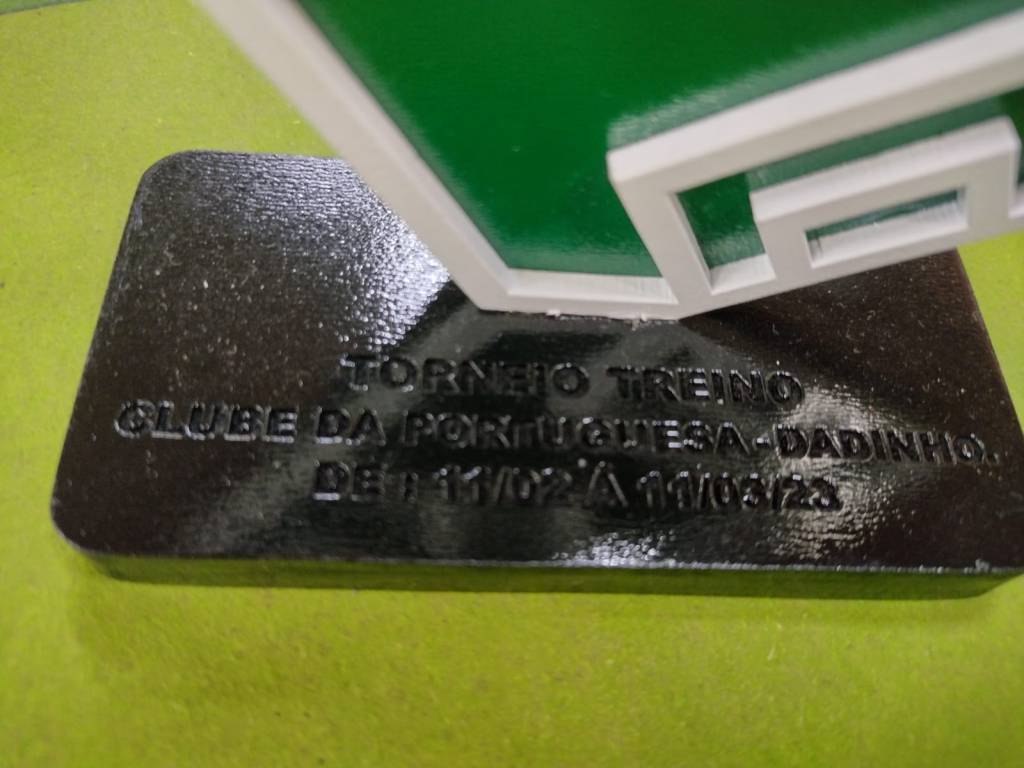 TORNEIO TREINO
CLUBE DA PORTUGUESA-DADINHO.
DE : 11/02 À 11/03/23